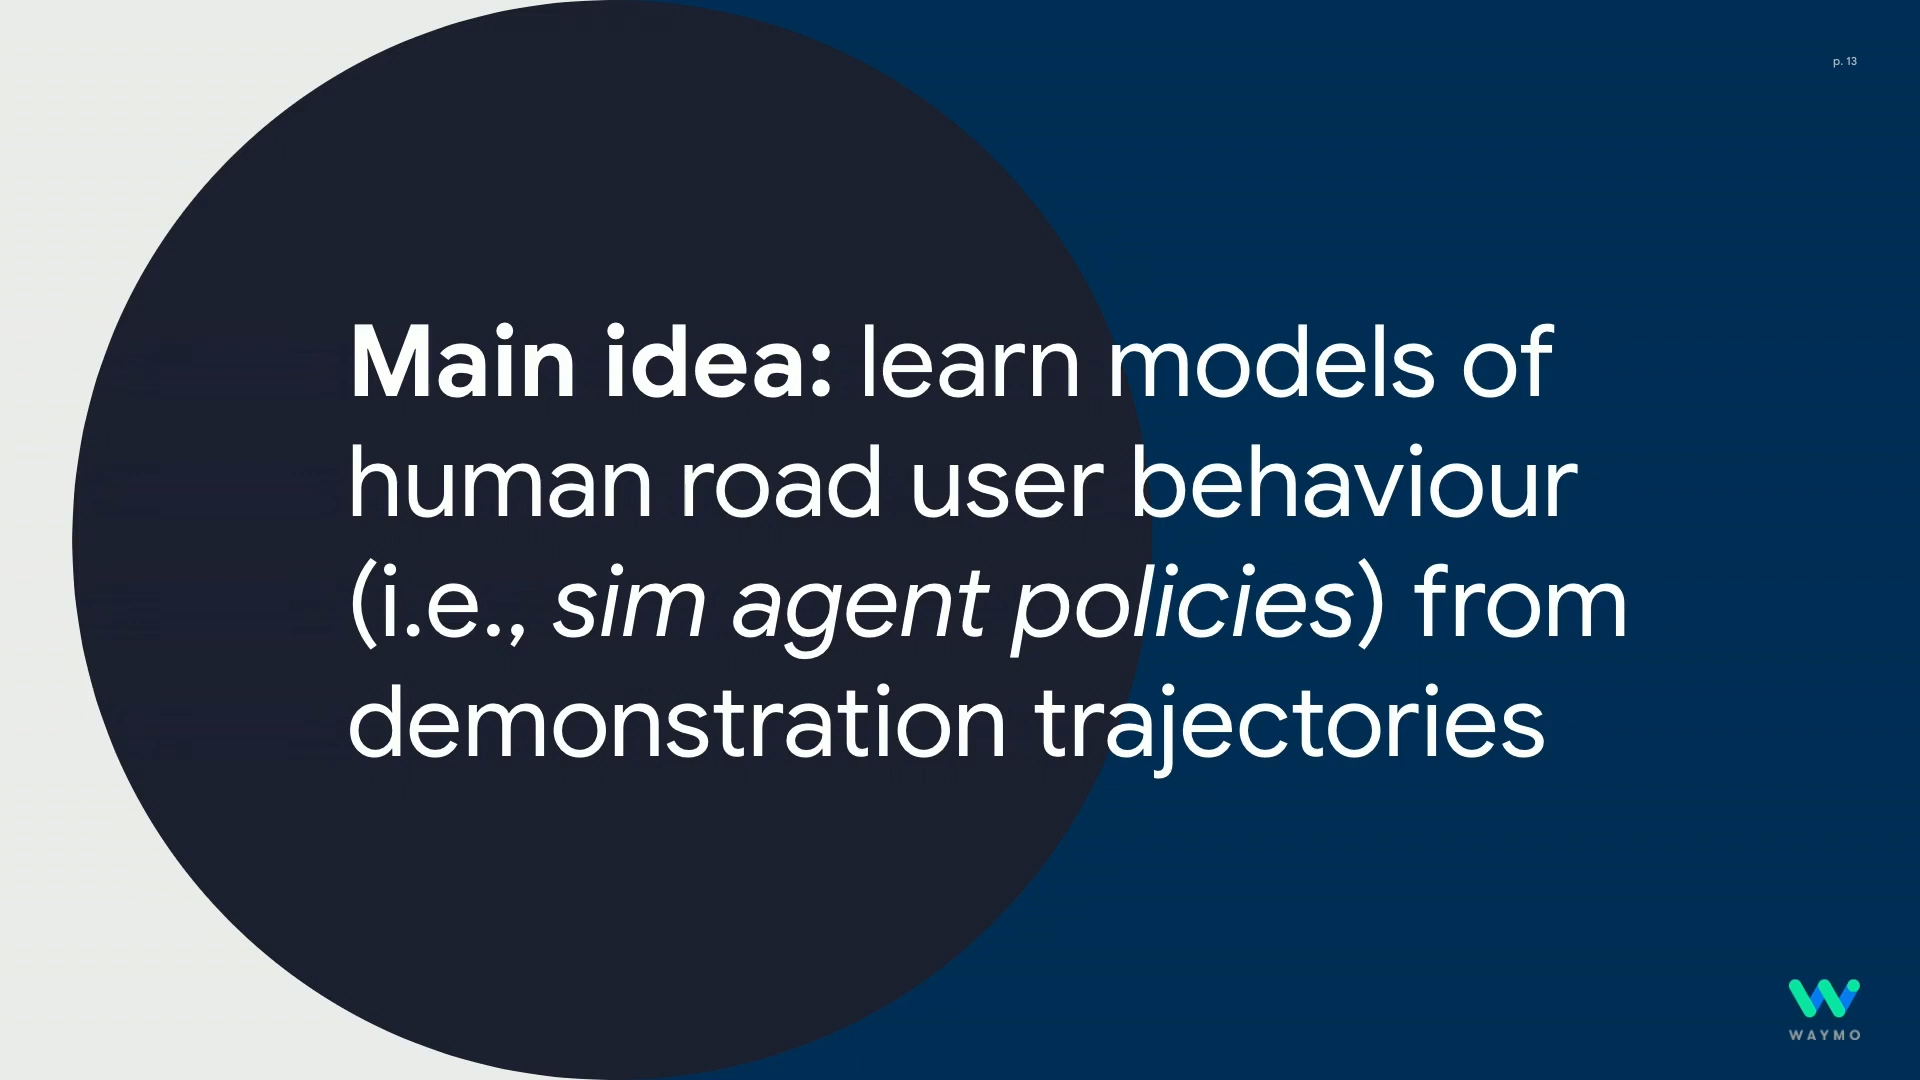 p. 13
Main idea: learn models of
human road user behaviour
(i.e., sim agent policies) from
demonstration trajectories
WAYMO